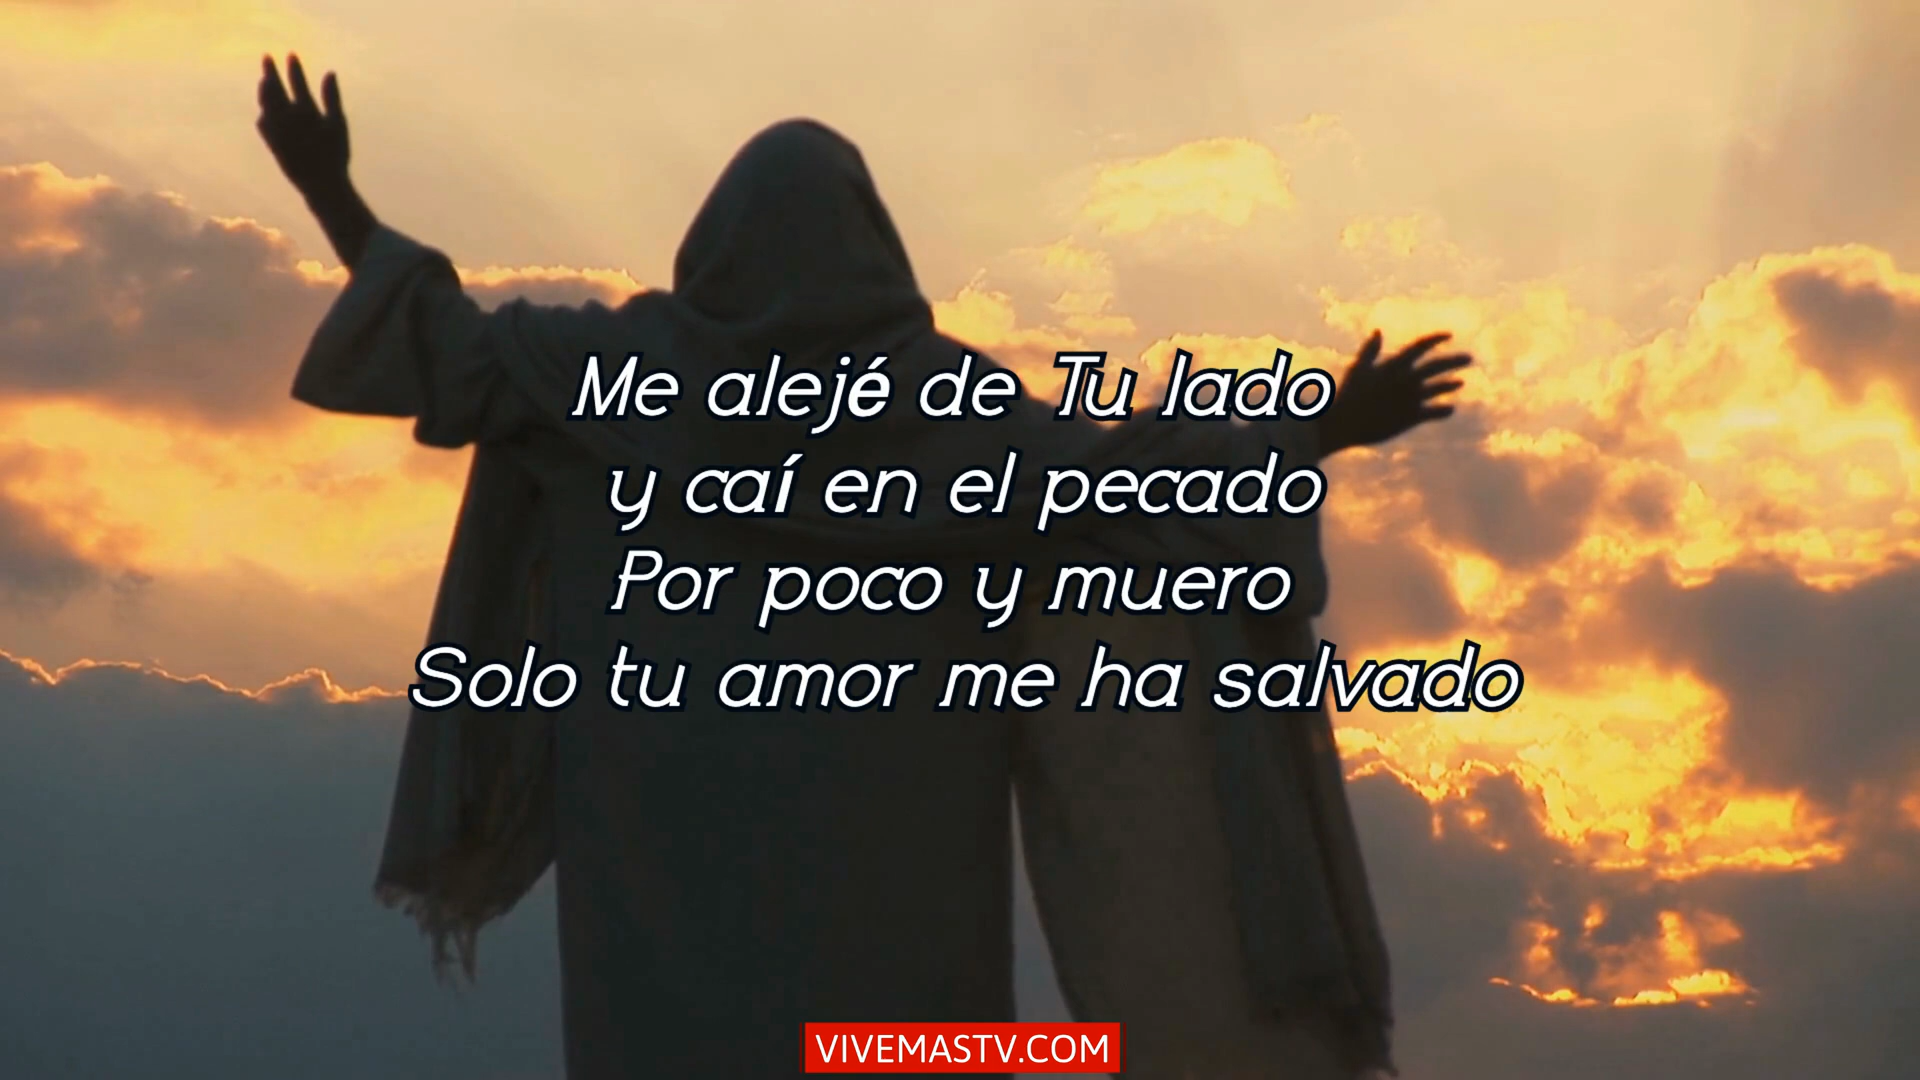 Me alejé de Tu lado
y caí en el pecado
Por poco y muero
Solo tu amor me ha salvado
VIVEMASTV.COM